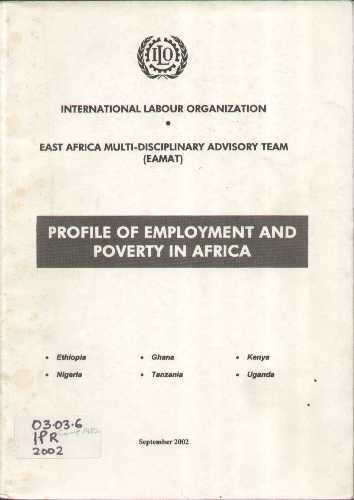 ILO
INTERNATIONAL LABOUR ORGANIZATION
•
EAST AFRICA MULTI-DISCIPLINARY ADVISORY TEAM
(EAMAT)
PROFILE OF EMPLOYMENT AND
POVERTY IN AFRICA
• Ethiopia • Ghana • Kenya
• Nigeria • Tanzania • Uganda
03.03.6
IPR
2002
September 2002